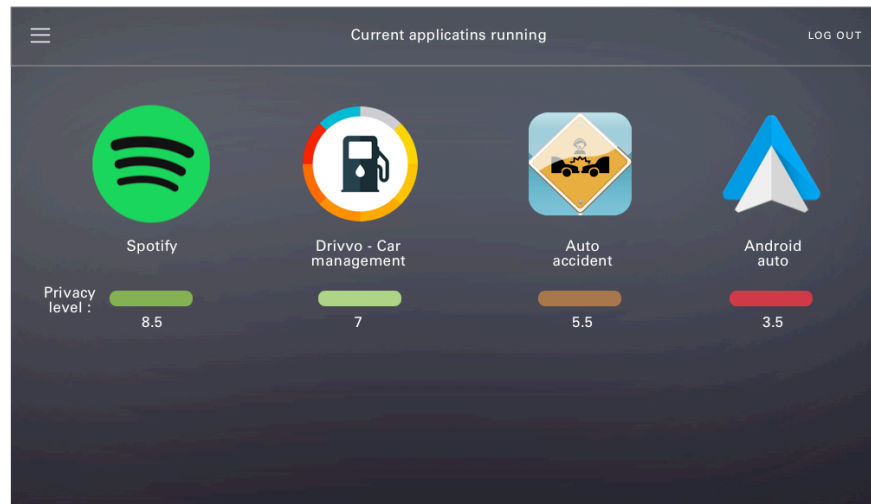 Current applicatins running
LOG OUT
Spotify
Drivvo - Car
management
Auto
accident
Android
auto
Privacy
level :
8.5
7
5.5
3.5